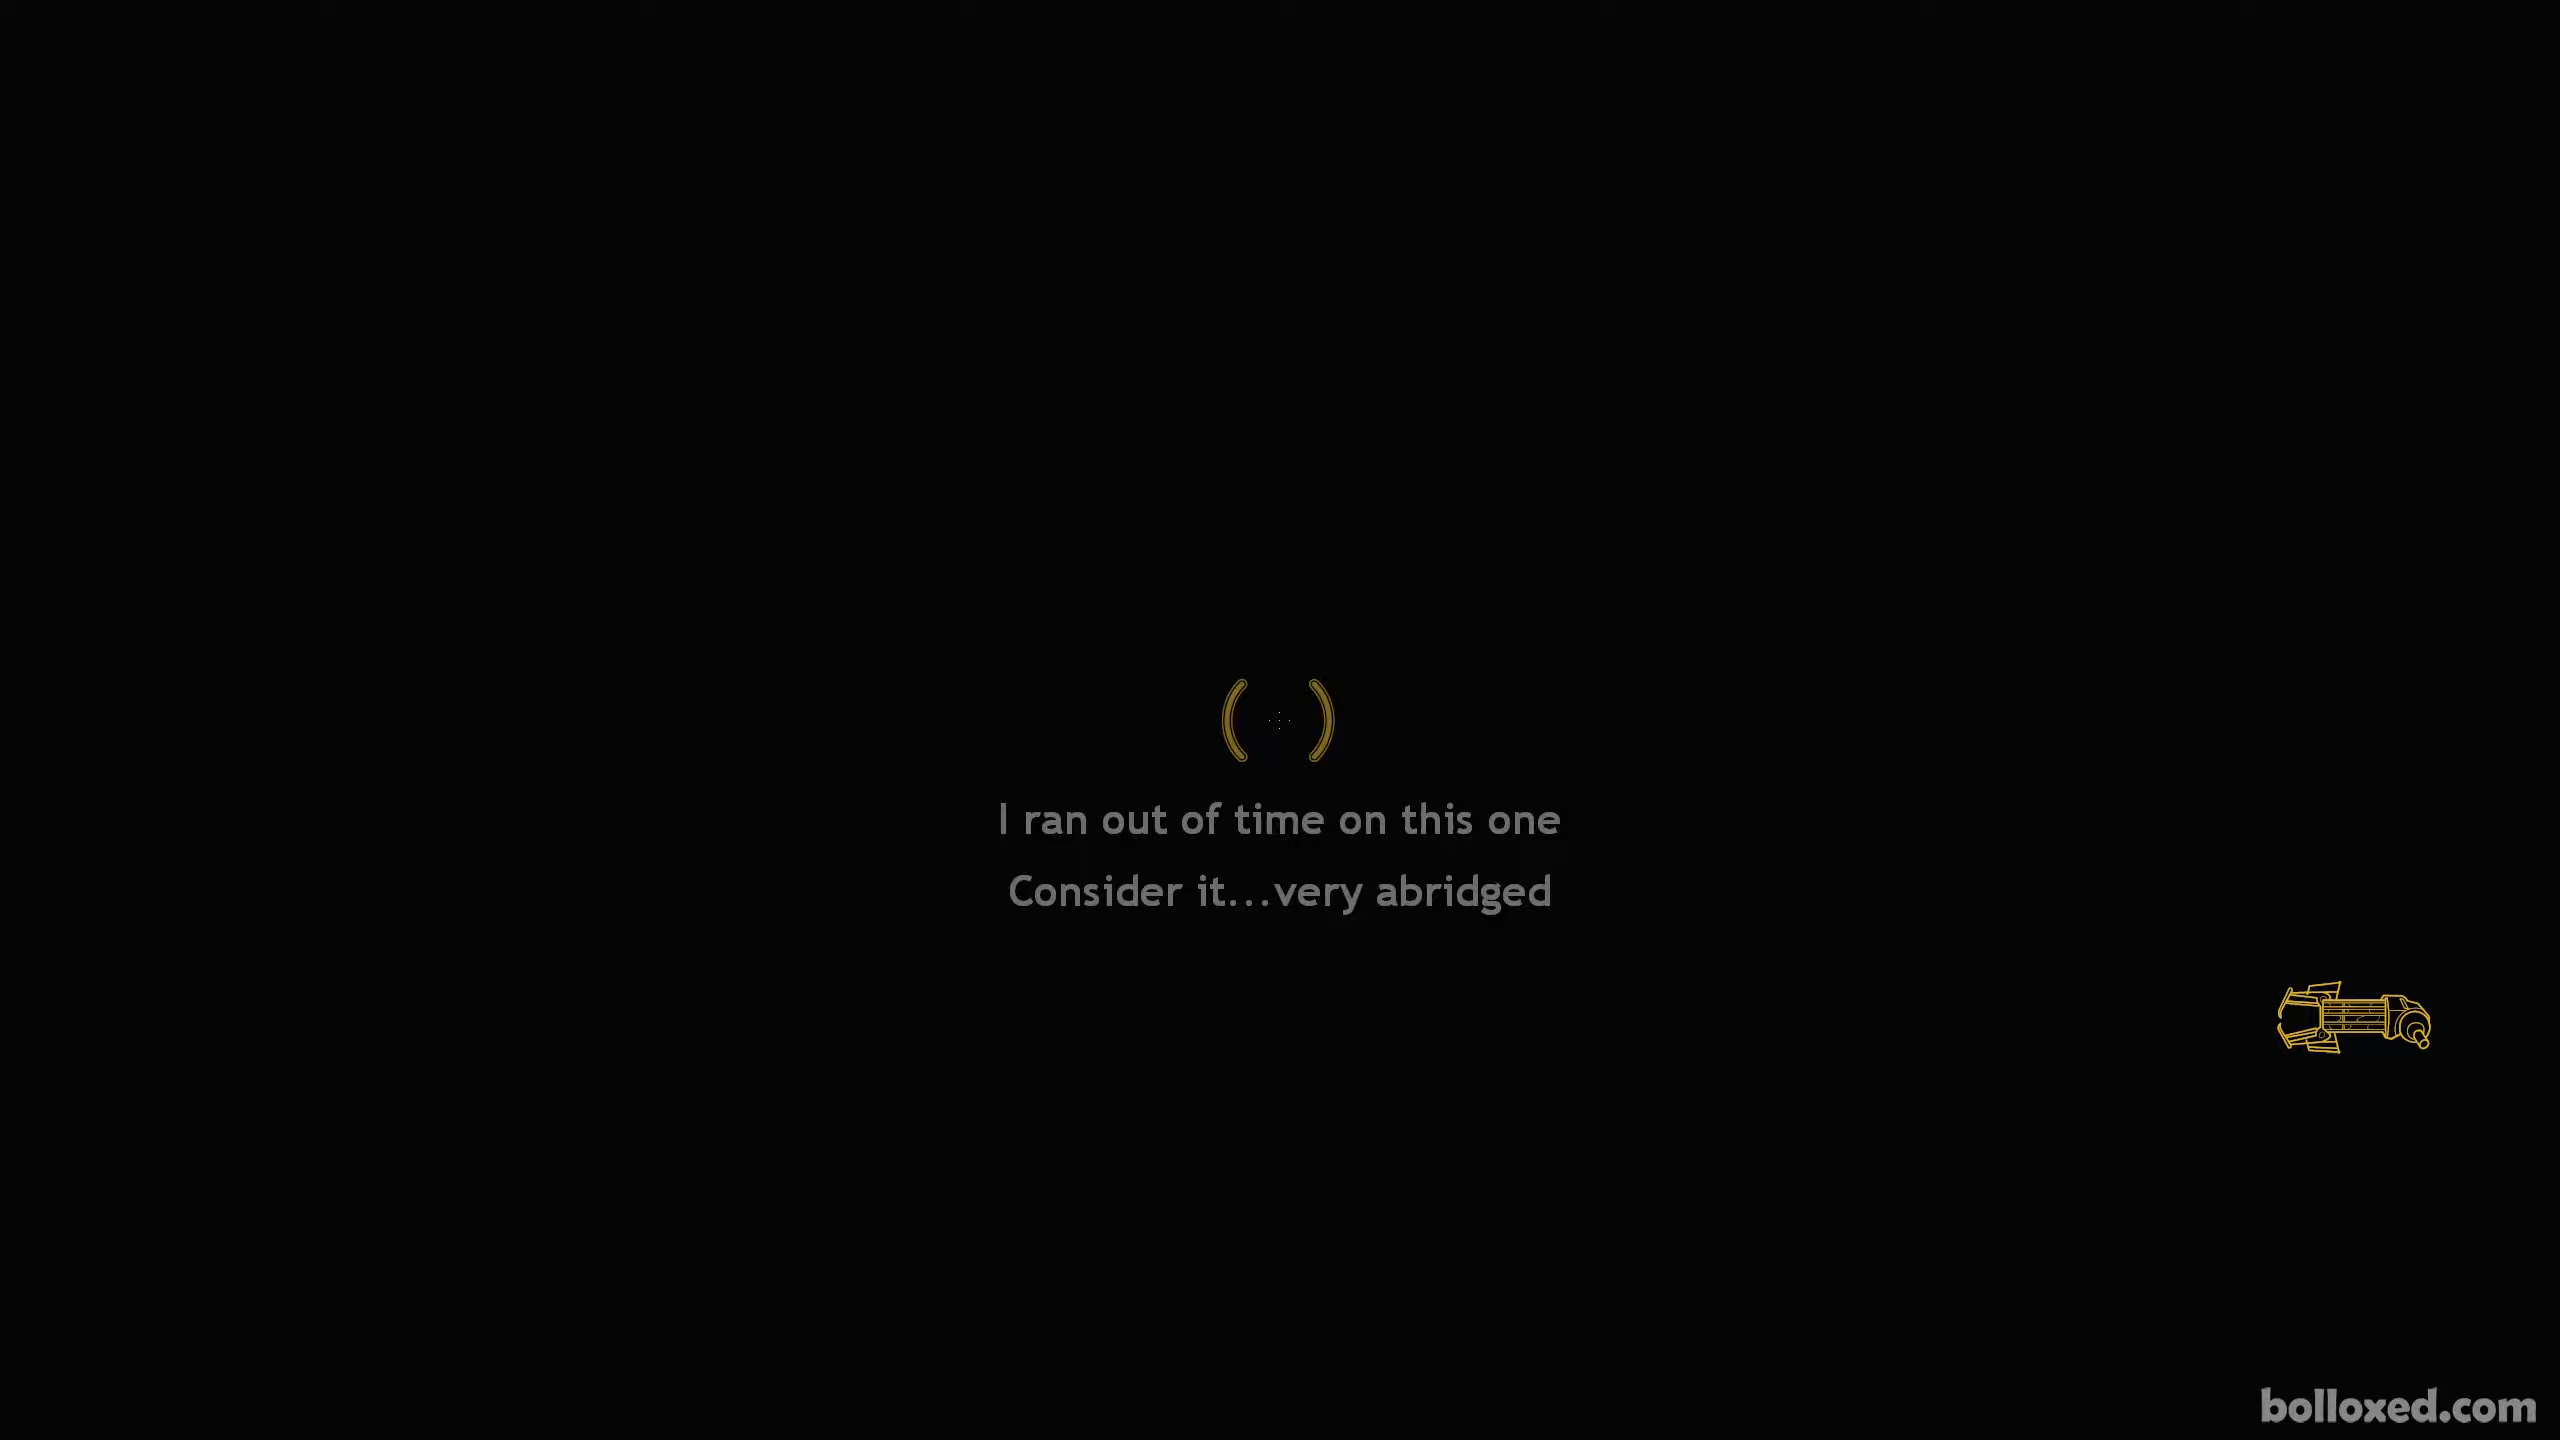 I ran out of time on this one
Consider it...very abridged
bolloxed.com